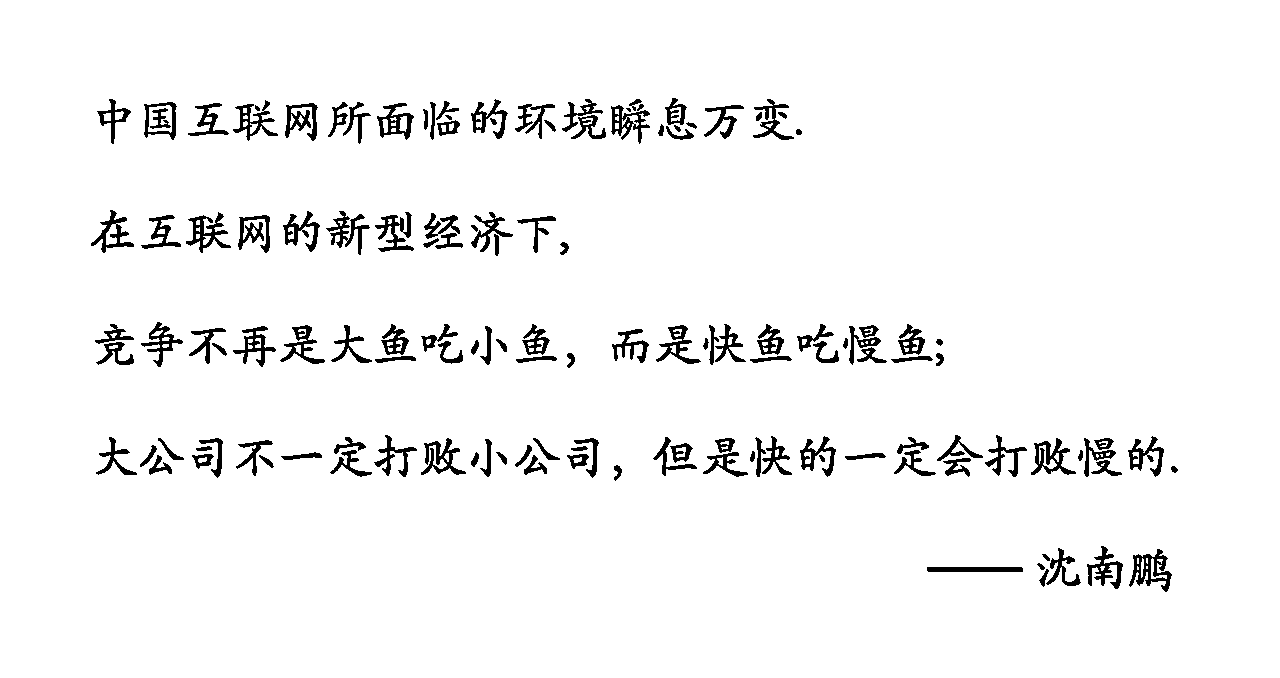 中国互联网所面临的环境瞬息万变.
在互联网的新型经济下,
竞争不再是大鱼吃小鱼，而是快鱼吃慢鱼;
大公司不一定打败小公司，但是快的一定会打败慢的.
—— 沈南鹏